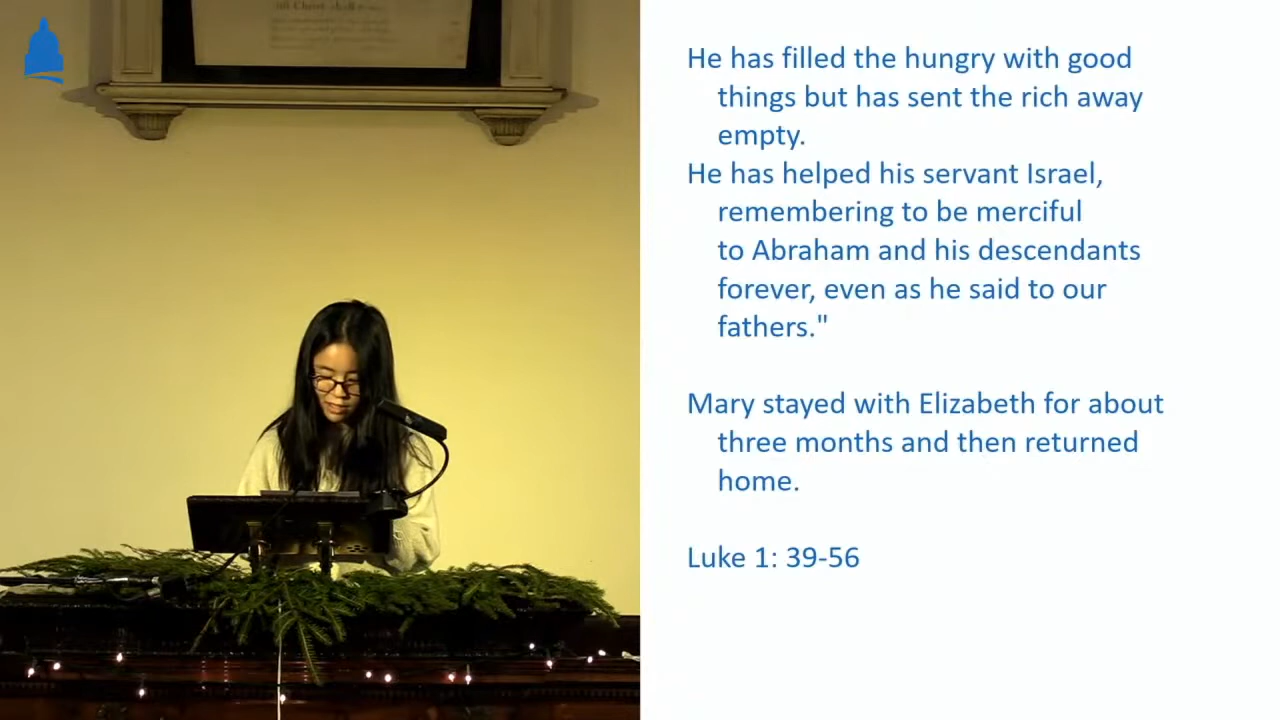 He has filled the hungry with good
things but has sent the rich away
empty.
He has helped his servant Israel,
remembering to be merciful
to Abraham and his descendants
forever, even as he said to our
fathers."
Mary stayed with Elizabeth for about
three months and then returned
home.
Luke 1: 39-56